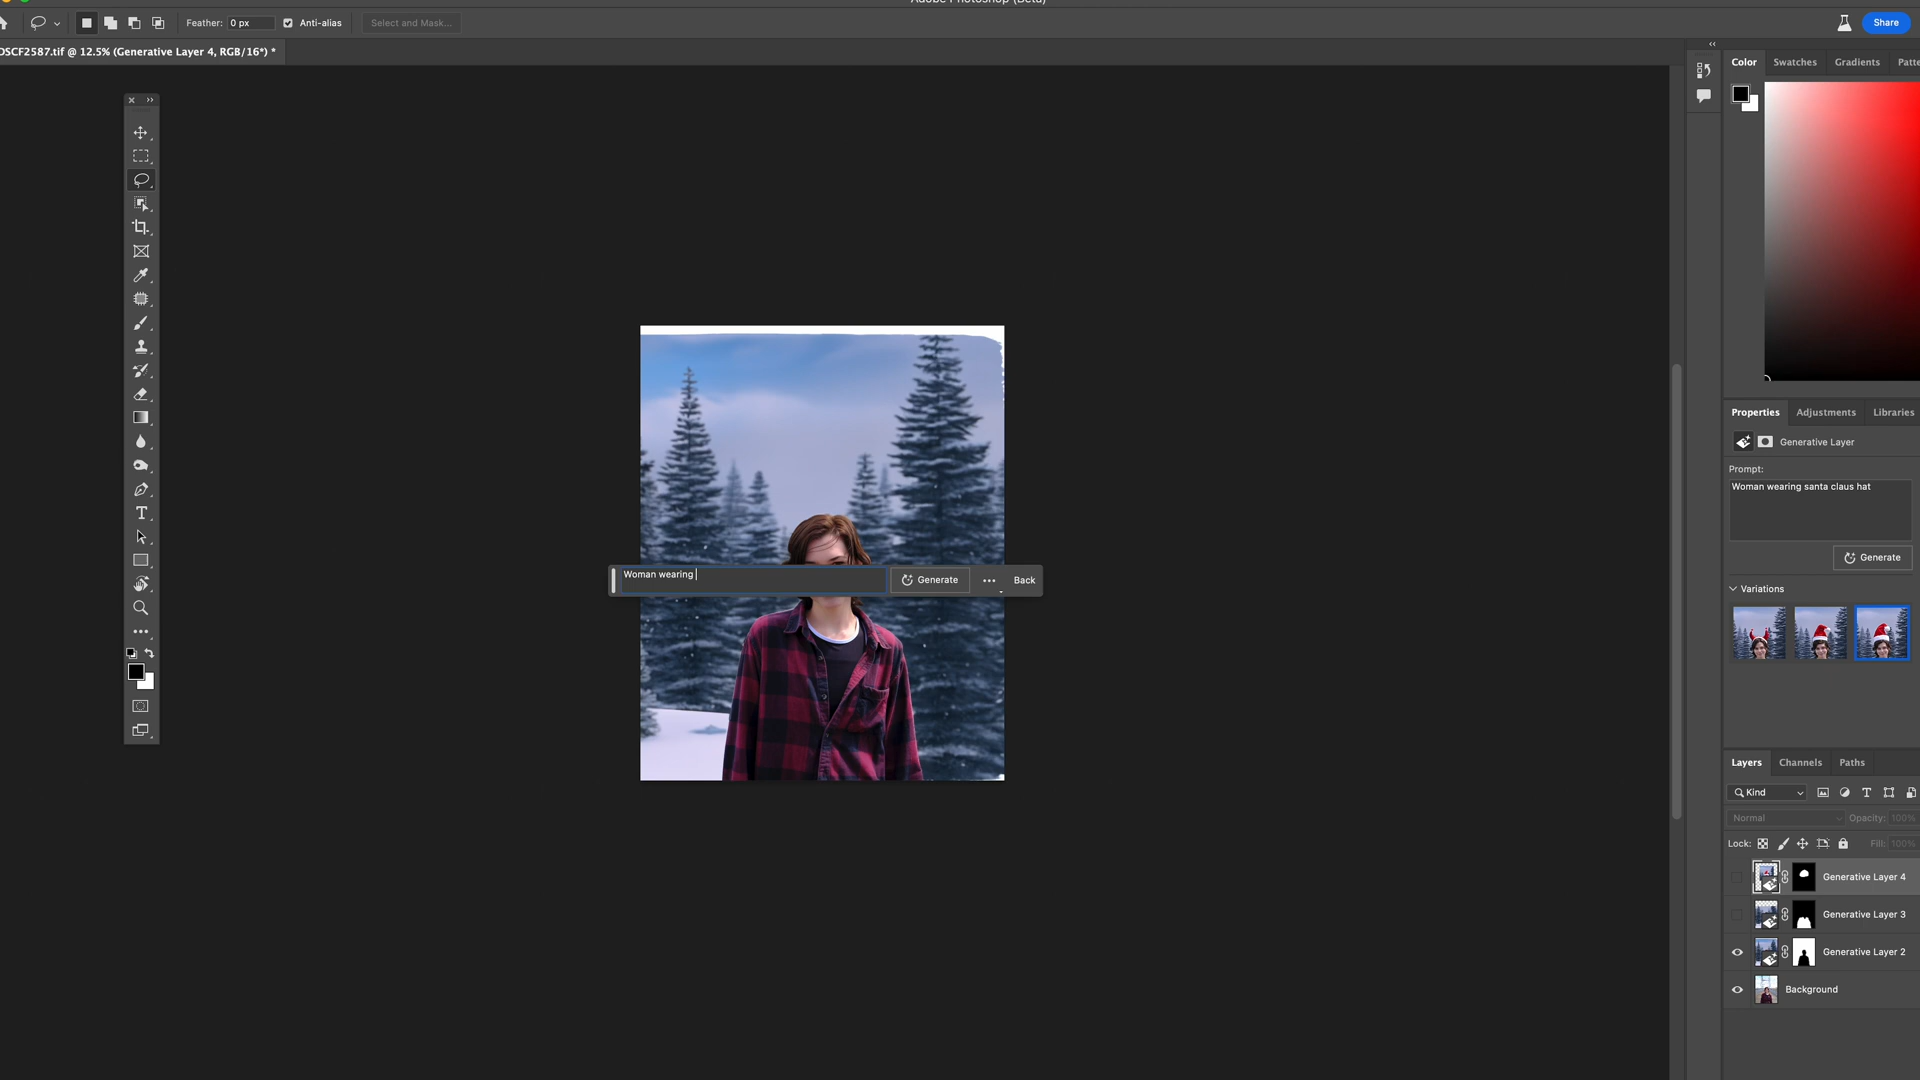 Adobe Photoshop (Beta)
Feather: 0 px Anti-alias Select and Mask... Share
DSCF2587.tif @ 12.5% (Generative Layer 4, RGB/16*) *
Color Swatches Gradients Patte
Properties Adjustments Libraries
Generative Layer
Prompt:
Woman wearing santa claus hat
Generate
Woman wearing Generate Back
Variations
Layers Channels Paths
Kind
Normal Opacity: 100%
Lock: Fill: 100%
Generative Layer 4
Generative Layer 3
Generative Layer 2
Background